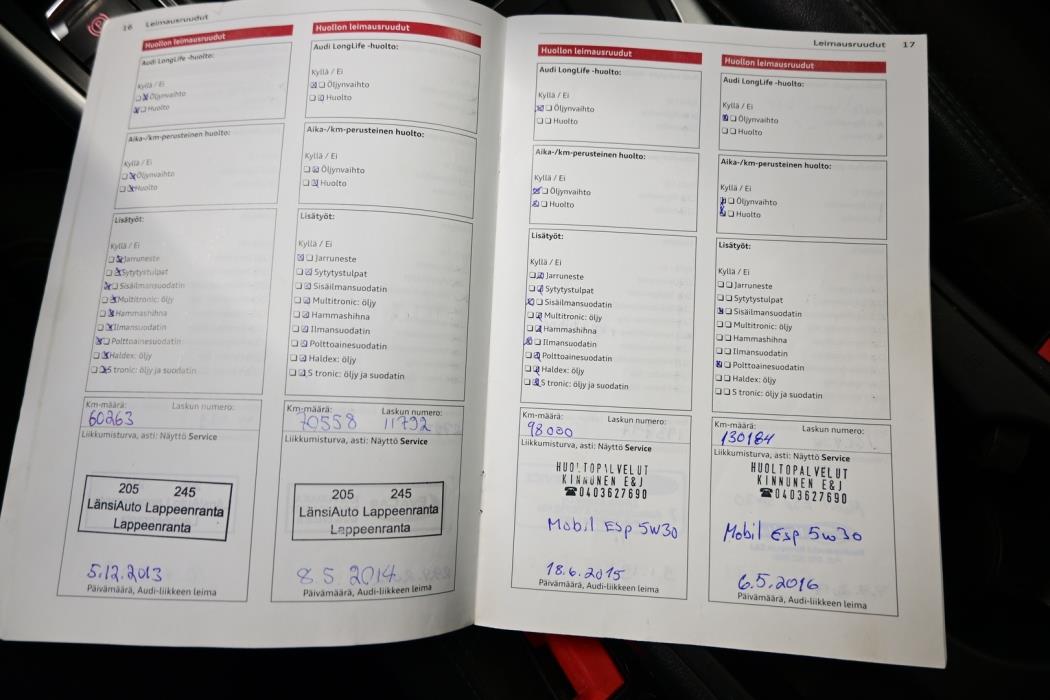 16 Leimausruudut
Huollon leimausruudut
Audi LongLife -huolto:
Kyllä / Ei
Öljynvaihto
Huolto
Aika-/km-perusteinen huolto:
Kyllä / Ei
Öljynvaihto
Huolto
Lisätyöt:
Kyllä / Ei
Jarruneste
Sytytystulpat
Sisäilmansuodatin
Multitronic: öljy
Hammashihna
Ilmansuodatin
Polttoainesuodatin
Haldex: öljy
S tronic: öljy ja suodatin
Km-määrä: Laskun numero:
60263
Liikkumisturva, asti: Näyttö Service
205 245
LänsiAuto Lappeenranta
Lappeenranta
5.12.2013
Päivämäärä, Audi-liikkeen leima
Huollon leimausruudut
Audi LongLife -huolto:
Kyllä / Ei
Öljynvaihto
Huolto
Aika-/km-perusteinen huolto:
Kyllä / Ei
Öljynvaihto
Huolto
Lisätyöt:
Kyllä / Ei
Jarruneste
Sytytystulpat
Sisäilmansuodatin
Multitronic: öljy
Hammashihna
Ilmansuodatin
Polttoainesuodatin
Haldex: öljy
S tronic: öljy ja suodatin
Km-määrä: Laskun numero:
70558 11792
Liikkumisturva, asti: Näyttö Service
205 245
LänsiAuto Lappeenranta
Lappeenranta
8.5.2014
Päivämäärä, Audi-liikkeen leima
Leimausruudut 17
Huollon leimausruudut
Audi LongLife -huolto:
Kyllä / Ei
Öljynvaihto
Huolto
Aika-/km-perusteinen huolto:
Kyllä / Ei
Öljynvaihto
Huolto
Lisätyöt:
Kyllä / Ei
Jarruneste
Sytytystulpat
Sisäilmansuodatin
Multitronic: öljy
Hammashihna
Ilmansuodatin
Polttoainesuodatin
Haldex: öljy
S tronic: öljy ja suodatin
Km-määrä: Laskun numero:
98000
Liikkumisturva, asti: Näyttö Service
HUOLTOPALVELUT
KINNUNEN E&J
☎0403627690
Mobil Esp 5w30
18.6.2015
Päivämäärä, Audi-liikkeen leima
Huollon leimausruudut
Audi LongLife -huolto:
Kyllä / Ei
Öljynvaihto
Huolto
Aika-/km-perusteinen huolto:
Kyllä / Ei
Öljynvaihto
Huolto
Lisätyöt:
Kyllä / Ei
Jarruneste
Sytytystulpat
Sisäilmansuodatin
Multitronic: öljy
Hammashihna
Ilmansuodatin
Polttoainesuodatin
Haldex: öljy
S tronic: öljy ja suodatin
Km-määrä: Laskun numero:
130184
Liikkumisturva, asti: Näyttö Service
HUOLTOPALVELUT
KINNUNEN E&J
☎0403627690
Mobil Esp 5w30
6.5.2016
Päivämäärä, Audi-liikkeen leima